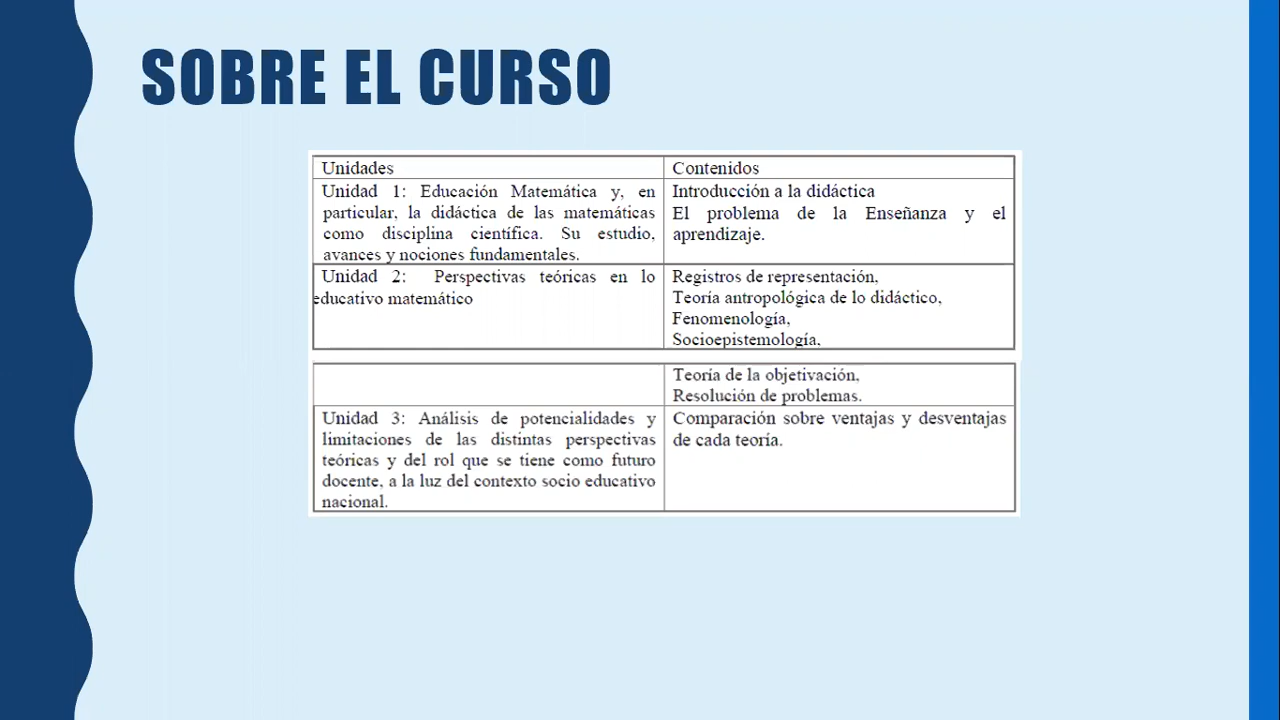 SOBRE EL CURSO
Unidades
Contenidos
Unidad 1: Educación Matemática y, en
particular, la didáctica de las matemáticas
como disciplina científica. Su estudio,
avances y nociones fundamentales.
Introducción a la didáctica
El problema de la Enseñanza y el
aprendizaje.
Unidad 2: Perspectivas teóricas en lo
educativo matemático
Registros de representación,
Teoría antropológica de lo didáctico,
Fenomenología,
Socioepistemología,
Teoría de la objetivación,
Resolución de problemas.
Unidad 3: Análisis de potencialidades y
limitaciones de las distintas perspectivas
teóricas y del rol que se tiene como futuro
docente, a la luz del contexto socio educativo
nacional.
Comparación sobre ventajas y desventajas
de cada teoría.